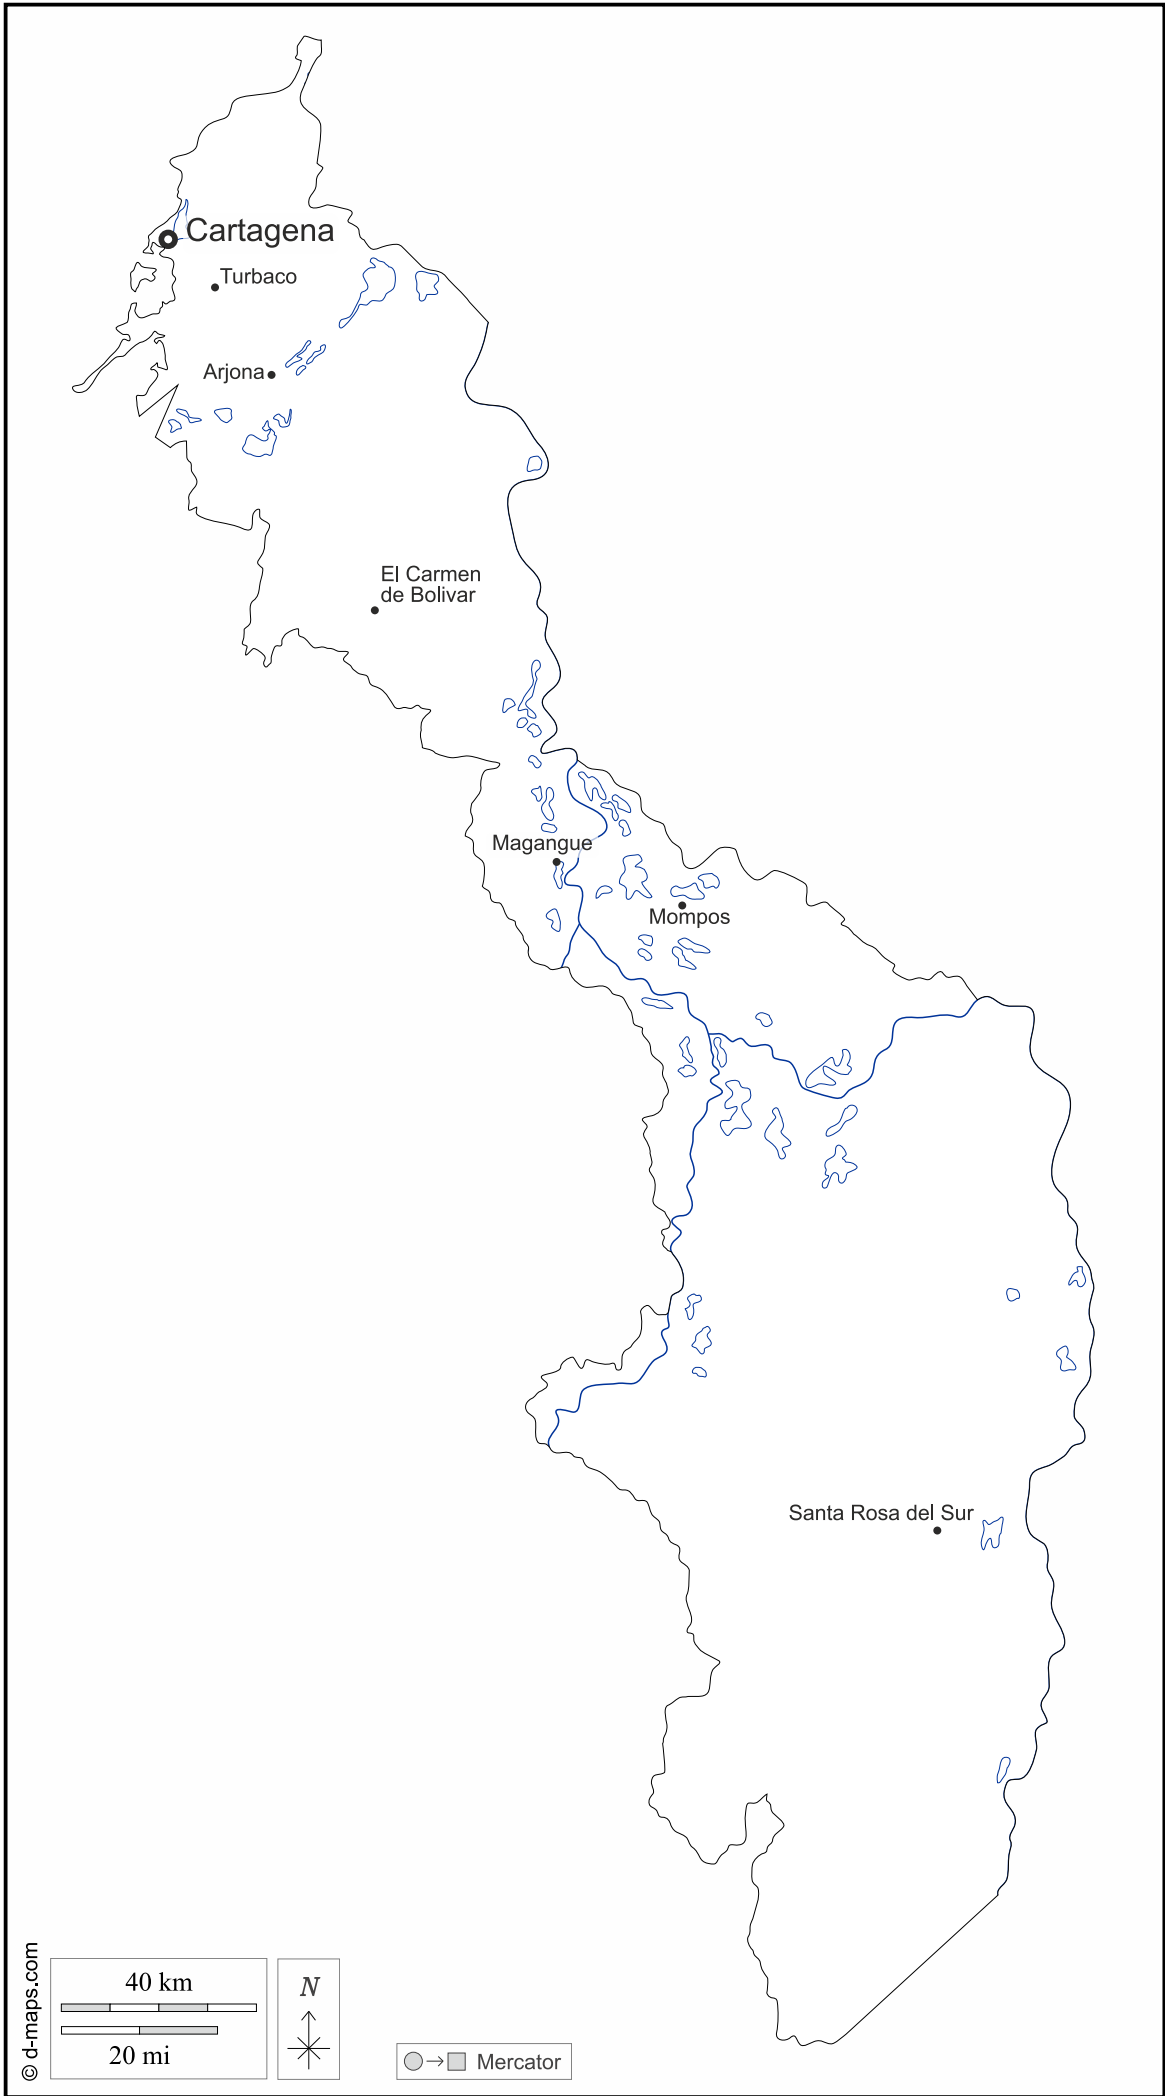 Cartagena
Turbaco
Arjona
El Carmen
de Bolivar
Magangue
Mompos
Santa Rosa del Sur
© d-maps.com
40 km
20 mi
N
Mercator